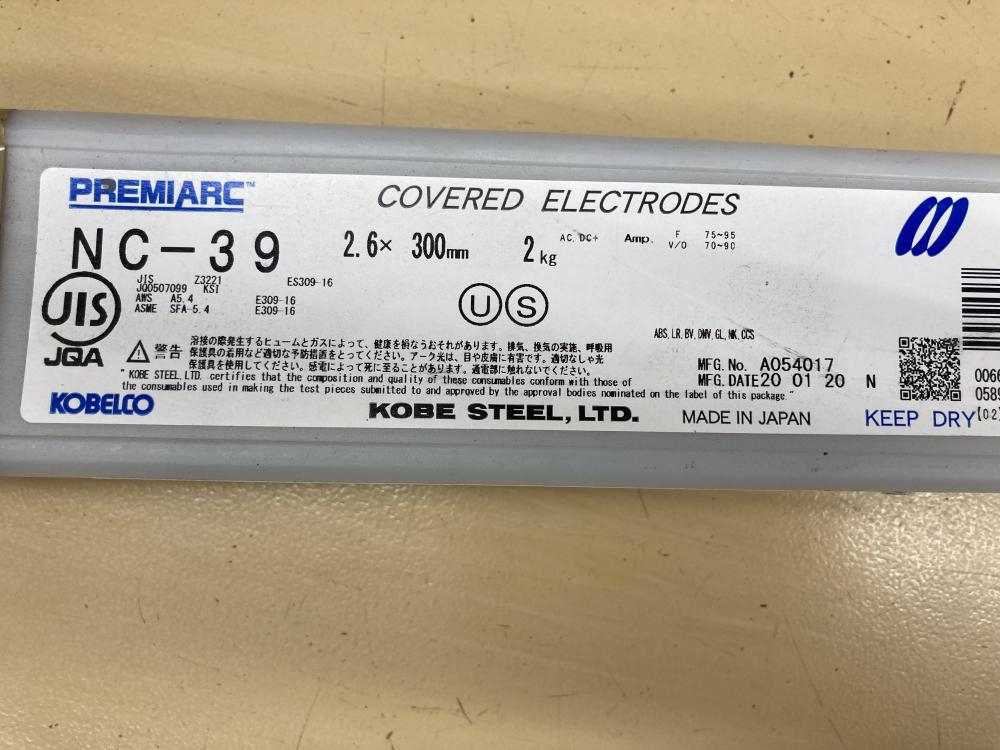 PREMIARC™ COVERED ELECTRODES
NC-39 2.6× 300mm 2kg AC, DC+ Amp. F 75~95
V/O 70~90
JIS Z3221 ES309-16
JQ0507099 KSI
AWS A5.4 E309-16
ASME SFA-5.4 E309-16
JIS
JQA
U S
ABS, LR, BV, DNV, GL, NK, CCS
警告
溶接の際発生するヒュームとガスによって、健康を損なうおそれがあります。排気、換気の実施、呼吸用
保護具の着用など適切な予防措置をとってください。アーク光は、目や皮膚に有害です。適切なしゃ光
保護具を使用してください。感電によって死に至ることがあります。通電部に触れないでください。
"KOBE STEEL, LTD. certifies that the composition and quality of these consumables conform with those of
the consumables used in making the test pieces submitted to and approved by the approval bodies nominated on the label of this package."
MFG. No. A054017
MFG. DATE 20 01 20 N
0066
0589
KOBELCO KOBE STEEL, LTD. MADE IN JAPAN KEEP DRY [02]